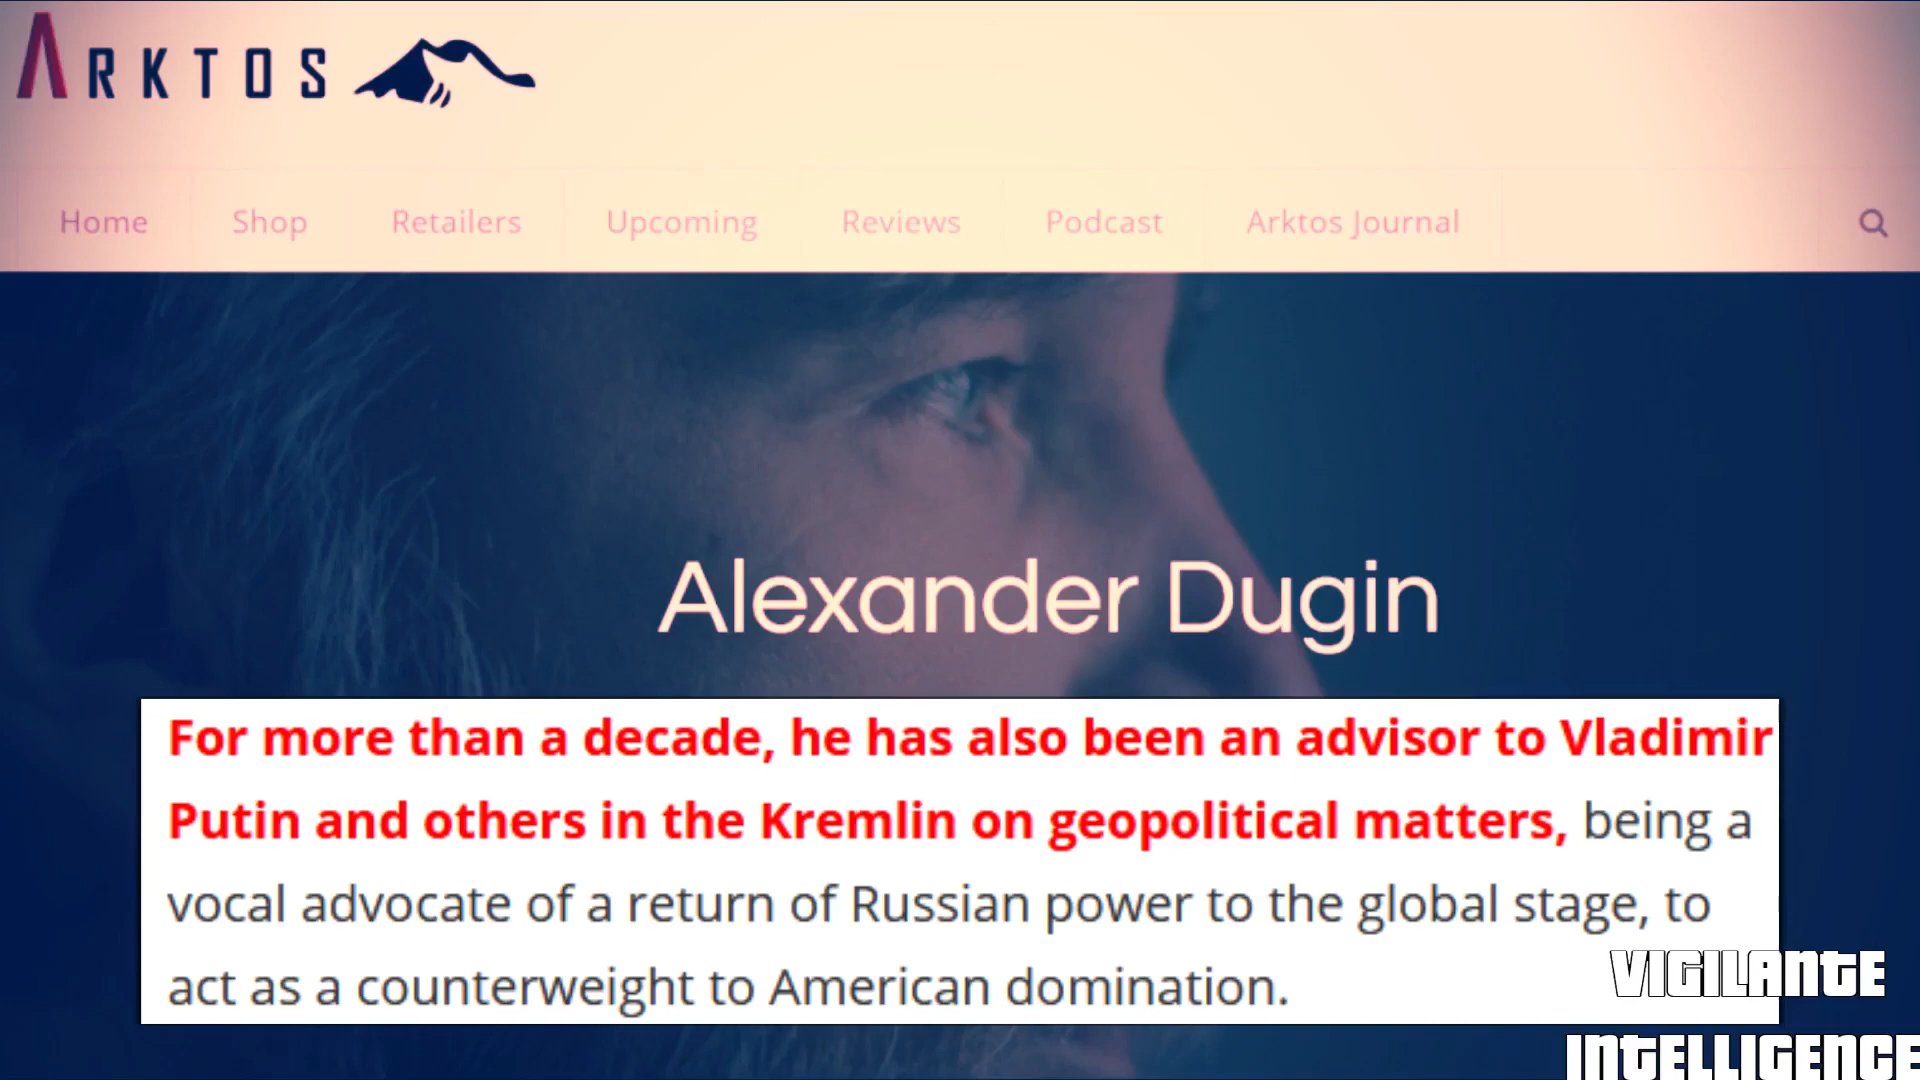 ARKTOS
Home Shop Retailers Upcoming Reviews Podcast Arktos Journal
Alexander Dugin
For more than a decade, he has also been an advisor to Vladimir
Putin and others in the Kremlin on geopolitical matters, being a
vocal advocate of a return of Russian power to the global stage, to
act as a counterweight to American domination.
VIGILANTE
INTELLIGENCE